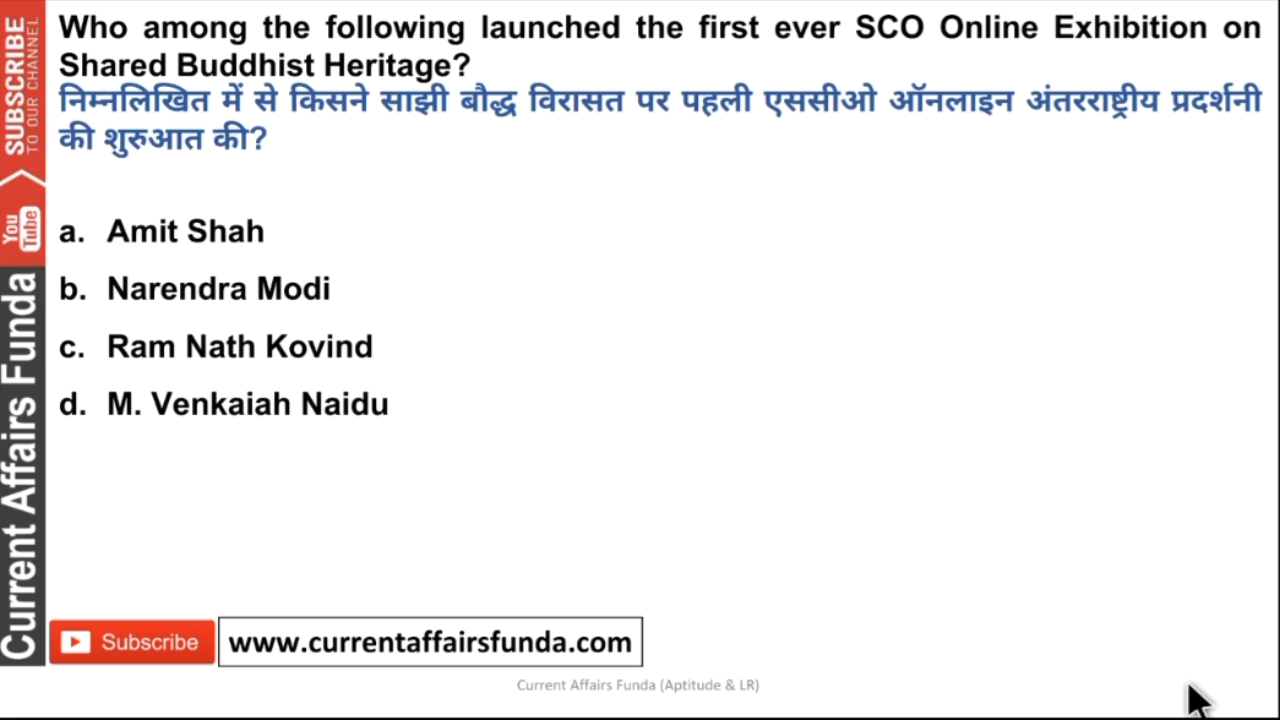 Who among the following launched the first ever SCO Online Exhibition on
Shared Buddhist Heritage?
निम्नलिखित में से किसने साझी बौद्ध विरासत पर पहली एससीओ ऑनलाइन अंतरराष्ट्रीय प्रदर्शनी
की शुरुआत की?
a. Amit Shah
b. Narendra Modi
c. Ram Nath Kovind
d. M. Venkaiah Naidu
SUBSCRIBE
TO OUR CHANNEL
You
Tube
Current Affairs Funda
Subscribe
www.currentaffairsfunda.com
Current Affairs Funda (Aptitude & LR)